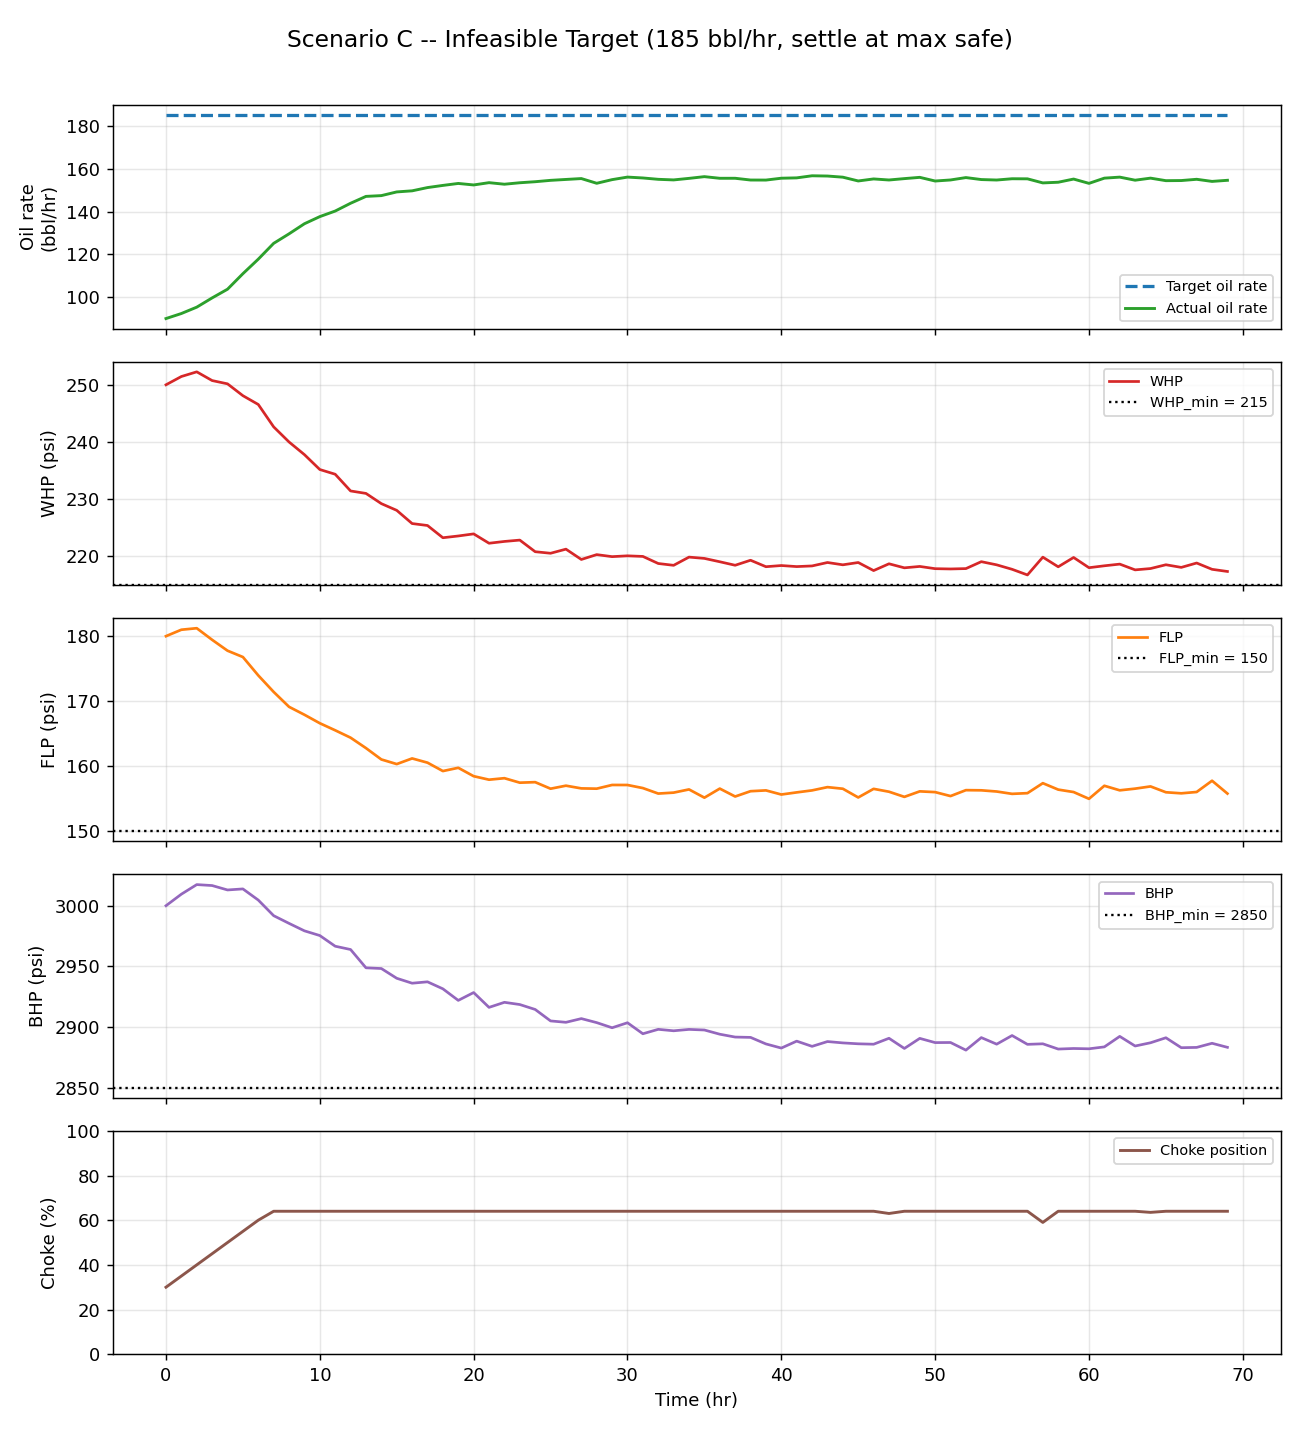 Scenario C -- Infeasible Target (185 bbl/hr, settle at max safe)
Oil rate
(bbl/hr)
180
160
140
120
100
Target oil rate
Actual oil rate
WHP (psi)
250
240
230
220
WHP
WHP_min = 215
FLP (psi)
180
170
160
150
FLP
FLP_min = 150
BHP (psi)
3000
2950
2900
2850
BHP
BHP_min = 2850
Choke (%)
100
80
60
40
20
0
Choke position
0 10 20 30 40 50 60 70
Time (hr)